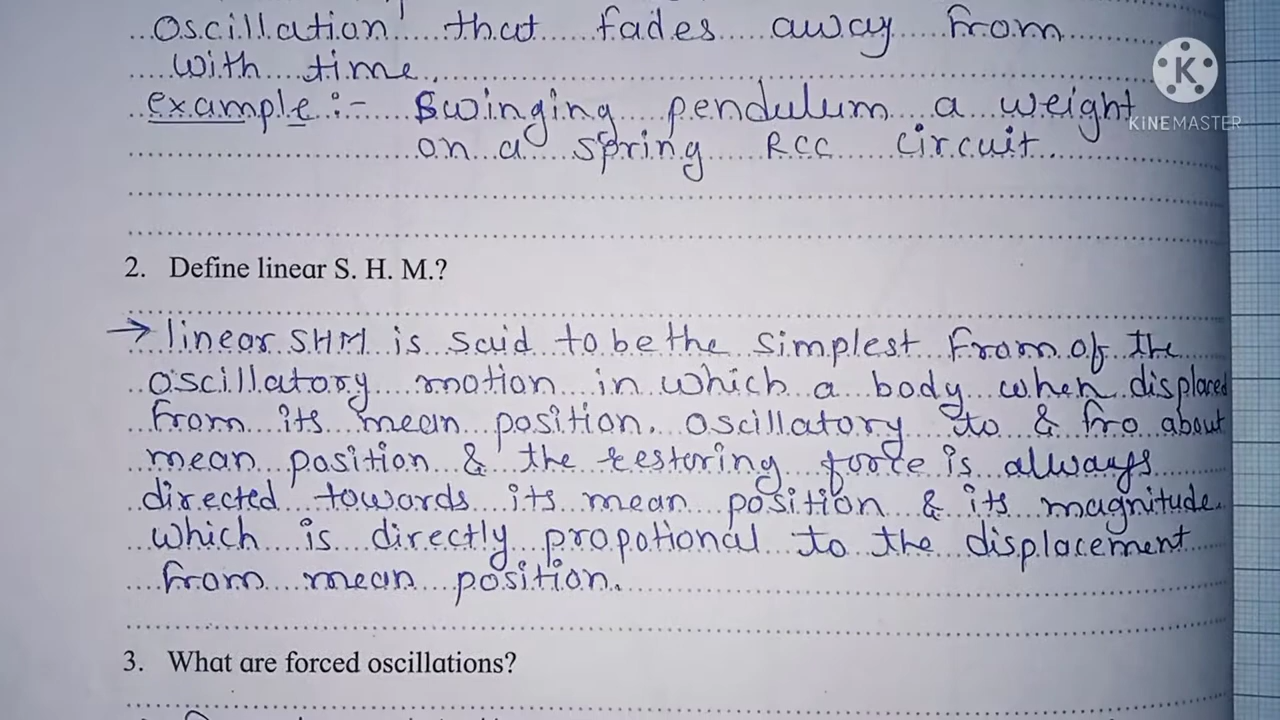 oscillation that fades away from
with time.
example :- Swinging pendulum a weight
on a spring RCC circuit.
KINEMASTER
2. Define linear S. H. M.?
→ linear SHM is said to be the simplest from of the
oscillatory motion in which a body when displaced
from its mean position. oscillatory to & fro about
mean position & the restoring force is allways
directed towards its mean position & its magnitude
which is directly propotional to the displacement
from mean position.
3. What are forced oscillations?